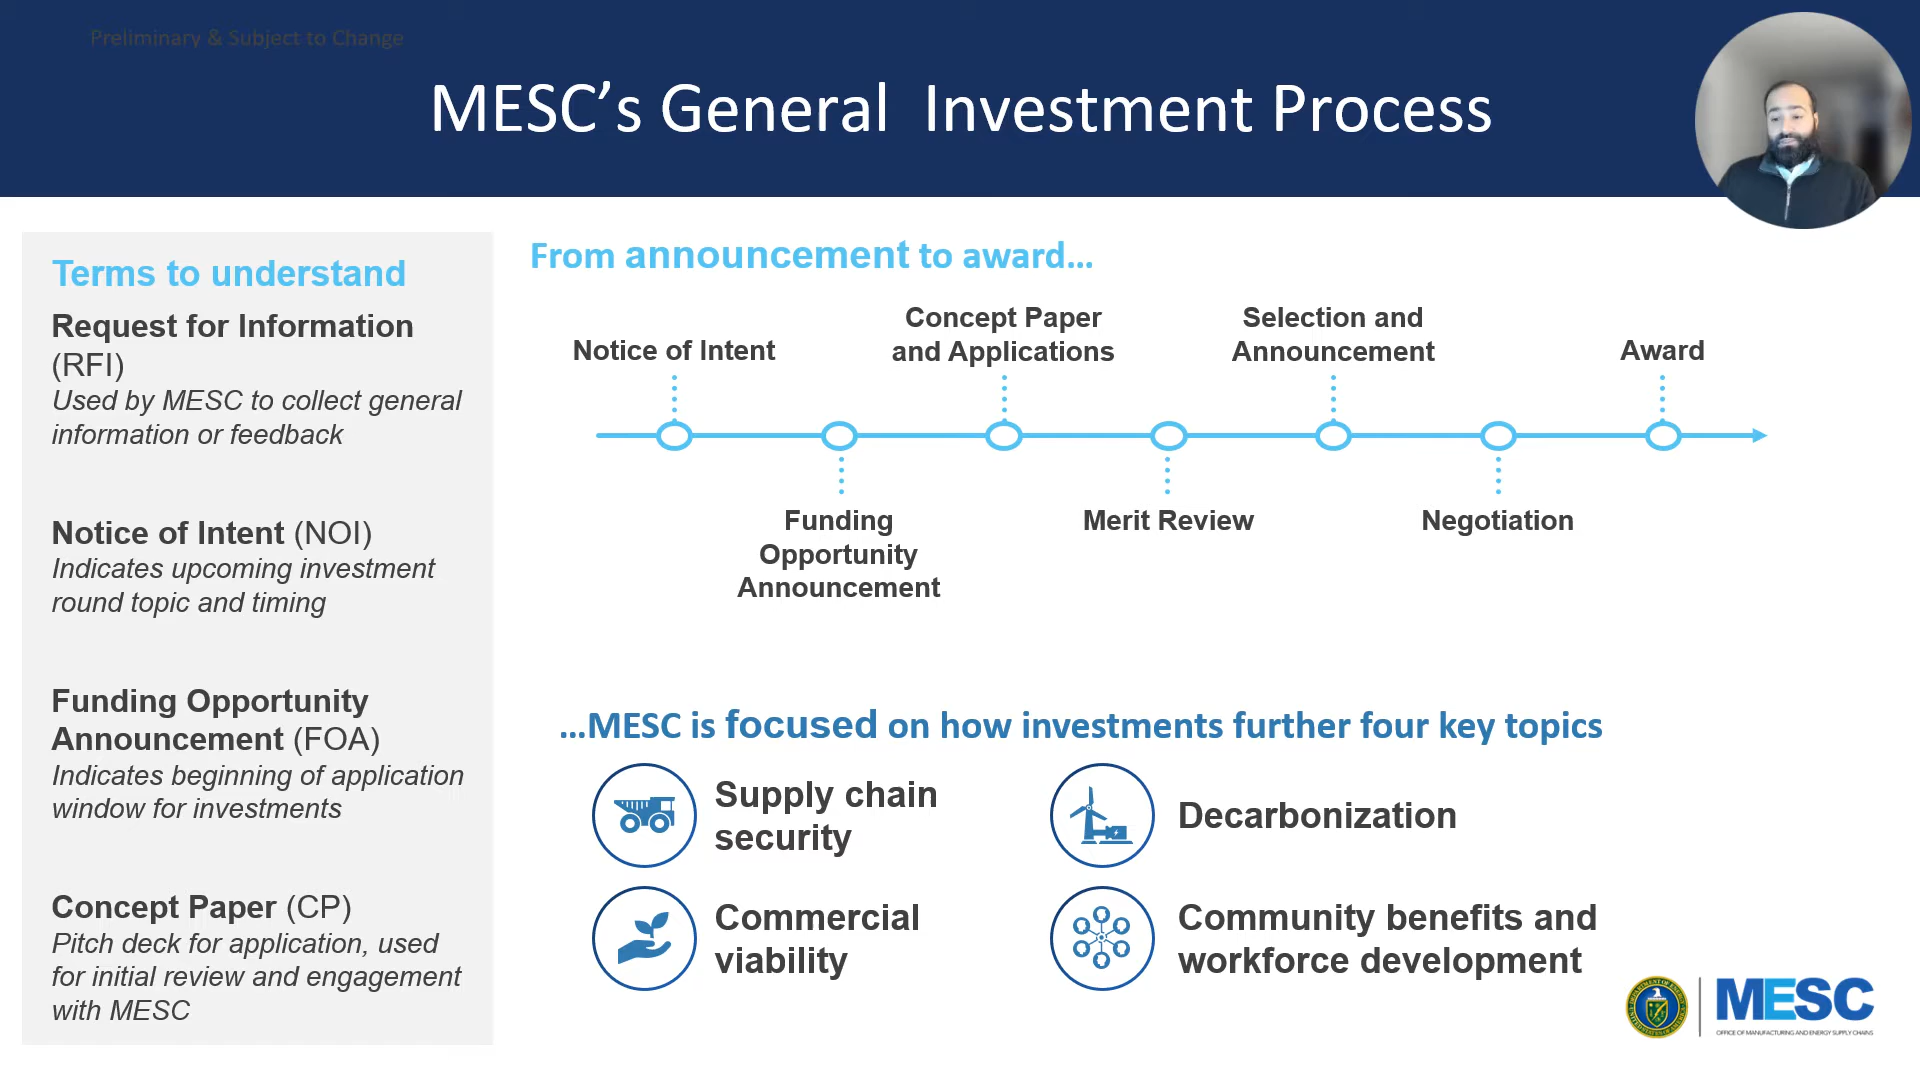 Preliminary & Subject to Change
MESC’s General  Investment Process
Terms to understand
Request for Information
(RFI)
Used by MESC to collect general
information or feedback
Notice of Intent (NOI)
Indicates upcoming investment
round topic and timing
Funding Opportunity
Announcement (FOA)
Indicates beginning of application
window for investments
Concept Paper (CP)
Pitch deck for application, used
for initial review and engagement
with MESC
From announcement to award...
Notice of Intent
Funding
Opportunity
Announcement
Concept Paper
and Applications
Merit Review
Selection and
Announcement
Negotiation
Award
...MESC is focused on how investments further four key topics
Supply chain
security
Decarbonization
Commercial
viability
Community benefits and
workforce development
MESC
OFFICE OF MANUFACTURING AND ENERGY SUPPLY CHAINS